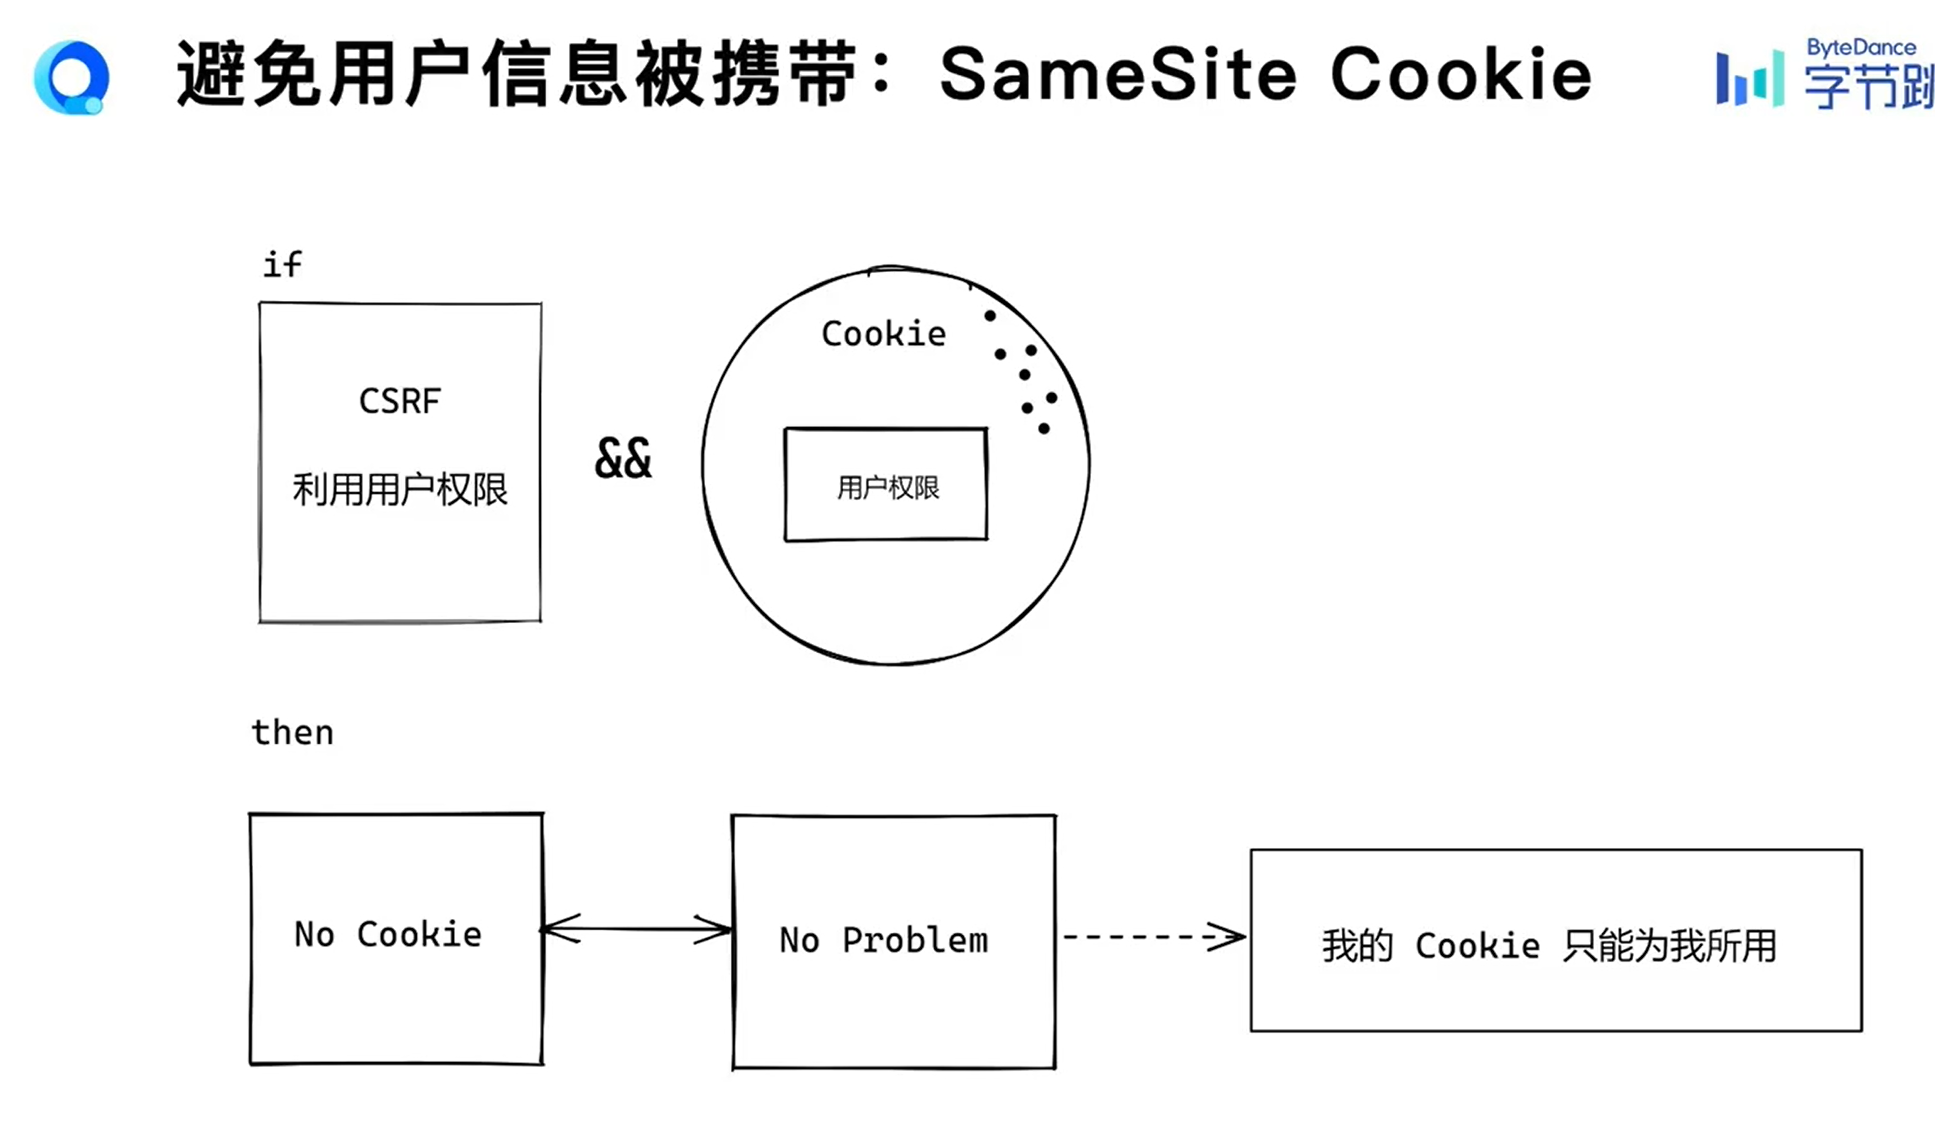 避免用户信息被携带：SameSite Cookie
ByteDance
字节跳
if
CSRF
利用用户权限
&&
Cookie
用户权限
then
No Cookie
No Problem
我的 Cookie 只能为我所用